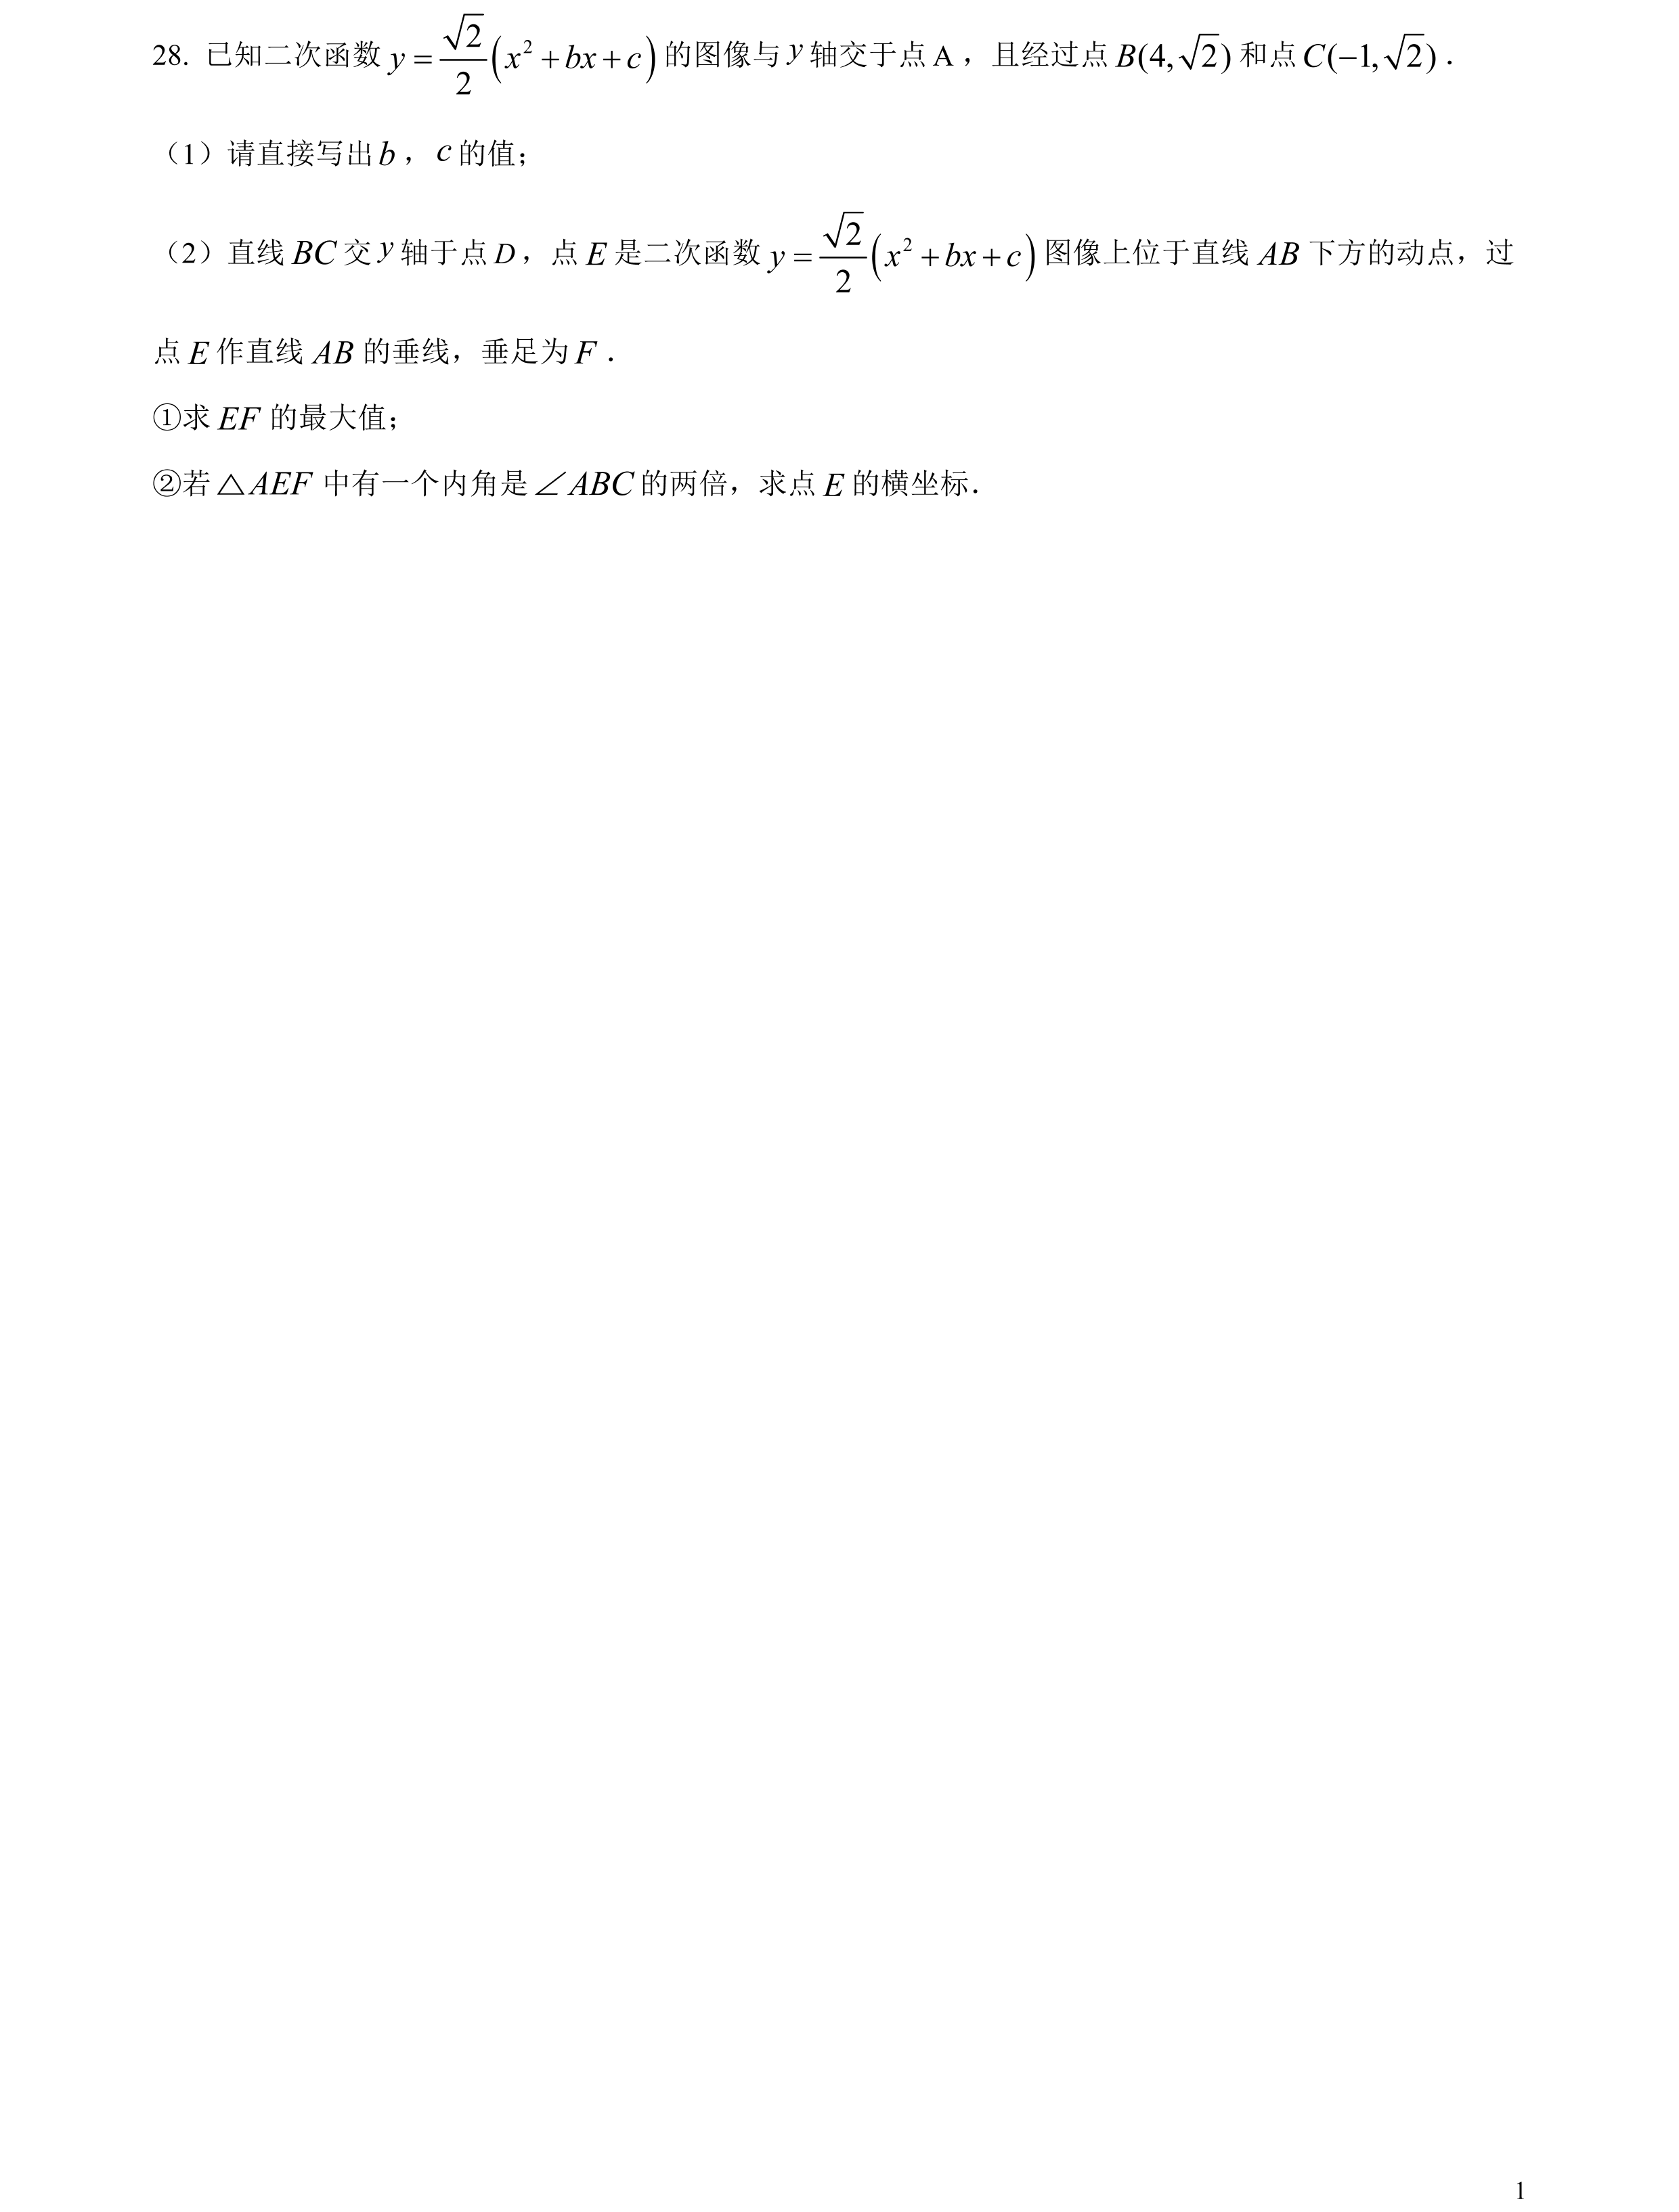 28. 已知二次函数 $y=\frac{\sqrt{2}}{2}\left(x^2+bx+c\right)$ 的图像与 $y$ 轴交于点 A，且经过点 $B(4,\sqrt{2})$ 和点 $C(-1,\sqrt{2})$．
（1）请直接写出 $b$，$c$ 的值；
（2）直线 $BC$ 交 $y$ 轴于点 $D$，点 $E$ 是二次函数 $y=\frac{\sqrt{2}}{2}\left(x^2+bx+c\right)$ 图像上位于直线 $AB$ 下方的动点，过
点 $E$ 作直线 $AB$ 的垂线，垂足为 $F$．
①求 $EF$ 的最大值；
②若 $\triangle AEF$ 中有一个内角是 $\angle ABC$ 的两倍，求点 $E$ 的横坐标．
1